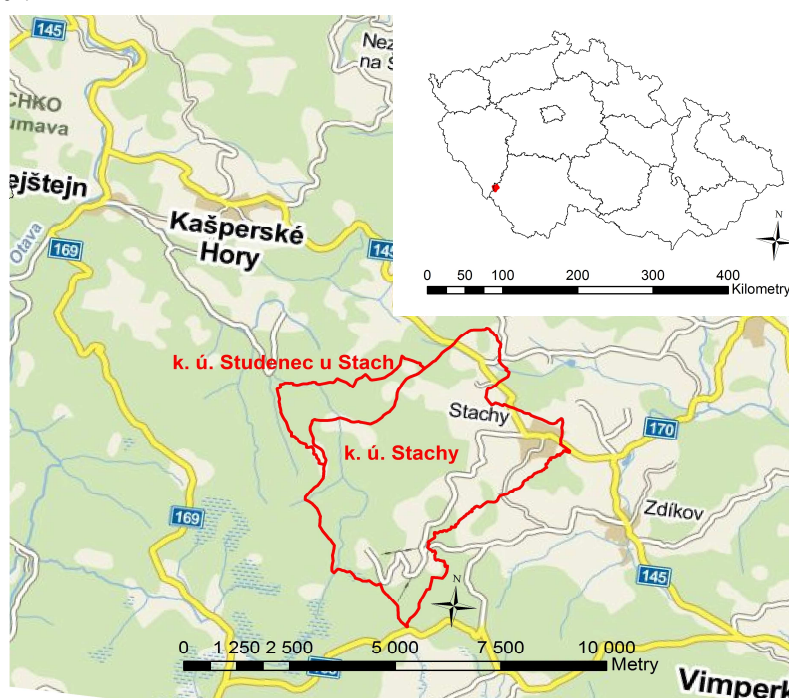 145
Nez
na S
CHKO
umava
ejštejn
Kašperské
Hory
Otava
169
145
N
0 50 100 200 300 400
Kilometry
k. ú. Studenec u Stach
Stachy
170
k. ú. Stachy
169
Zdíkov
145
N
0 1 250 2 500 5 000 7 500 10 000
Metry
Vimperk